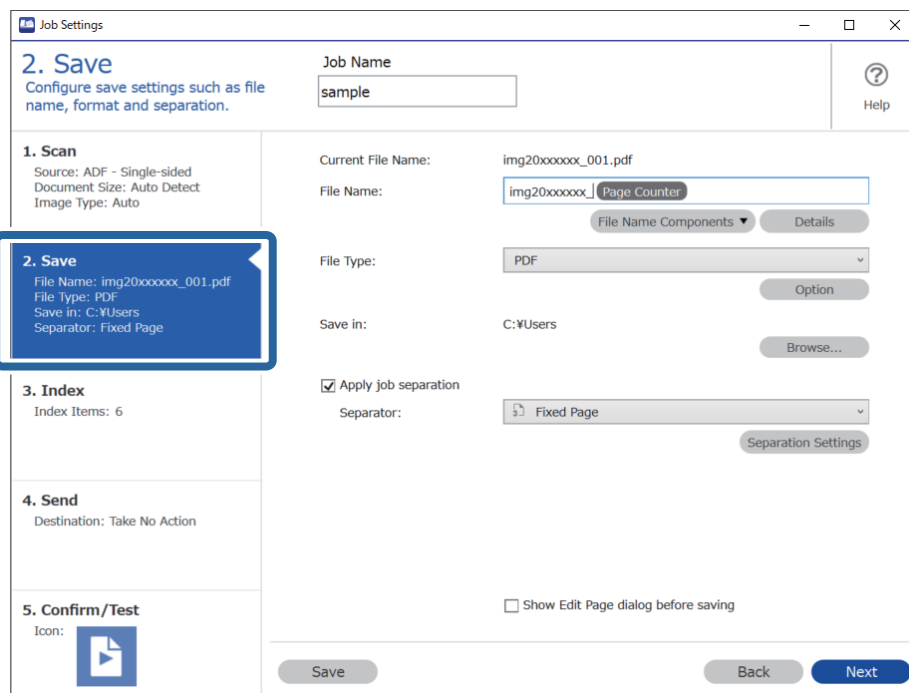 Job Settings
2. Save
Configure save settings such as file
name, format and separation.
Job Name
sample
Help
1. Scan
Source: ADF - Single-sided
Document Size: Auto Detect
Image Type: Auto
2. Save
File Name: img20xxxxxx_001.pdf
File Type: PDF
Save in: C:¥Users
Separator: Fixed Page
3. Index
Index Items: 6
4. Send
Destination: Take No Action
5. Confirm/Test
Icon:
Current File Name: img20xxxxxx_001.pdf
File Name: img20xxxxxx_ Page Counter
File Name Components ▼ Details
File Type: PDF
Option
Save in: C:¥Users
Browse...
Apply job separation
Separator: Fixed Page
Separation Settings
Show Edit Page dialog before saving
Save Back Next